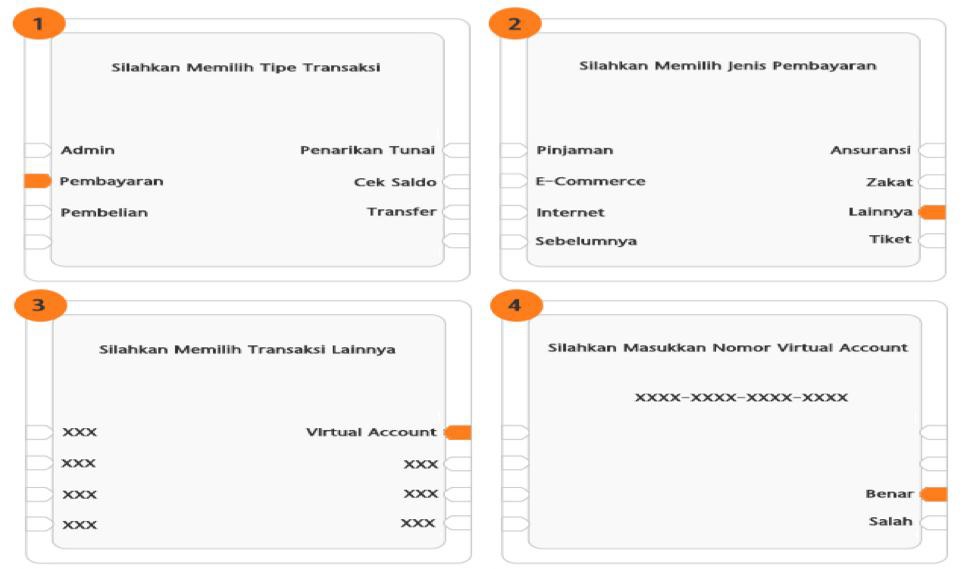 1
Silahkan Memilih Tipe Transaksi
Admin
Penarikan Tunai
Pembayaran
Cek Saldo
Pembelian
Transfer
2
Silahkan Memilih Jenis Pembayaran
Pinjaman
Ansuransi
E-Commerce
Zakat
Internet
Lainnya
Sebelumnya
Tiket
3
Silahkan Memilih Transaksi Lainnya
xxx
VIrtual Account
xxx
xxx
xxx
xxx
xxx
xxx
4
Silahkan Masukkan Nomor Virtual Account
xxxx-xxxx-xxxx-xxxx
Benar
Salah